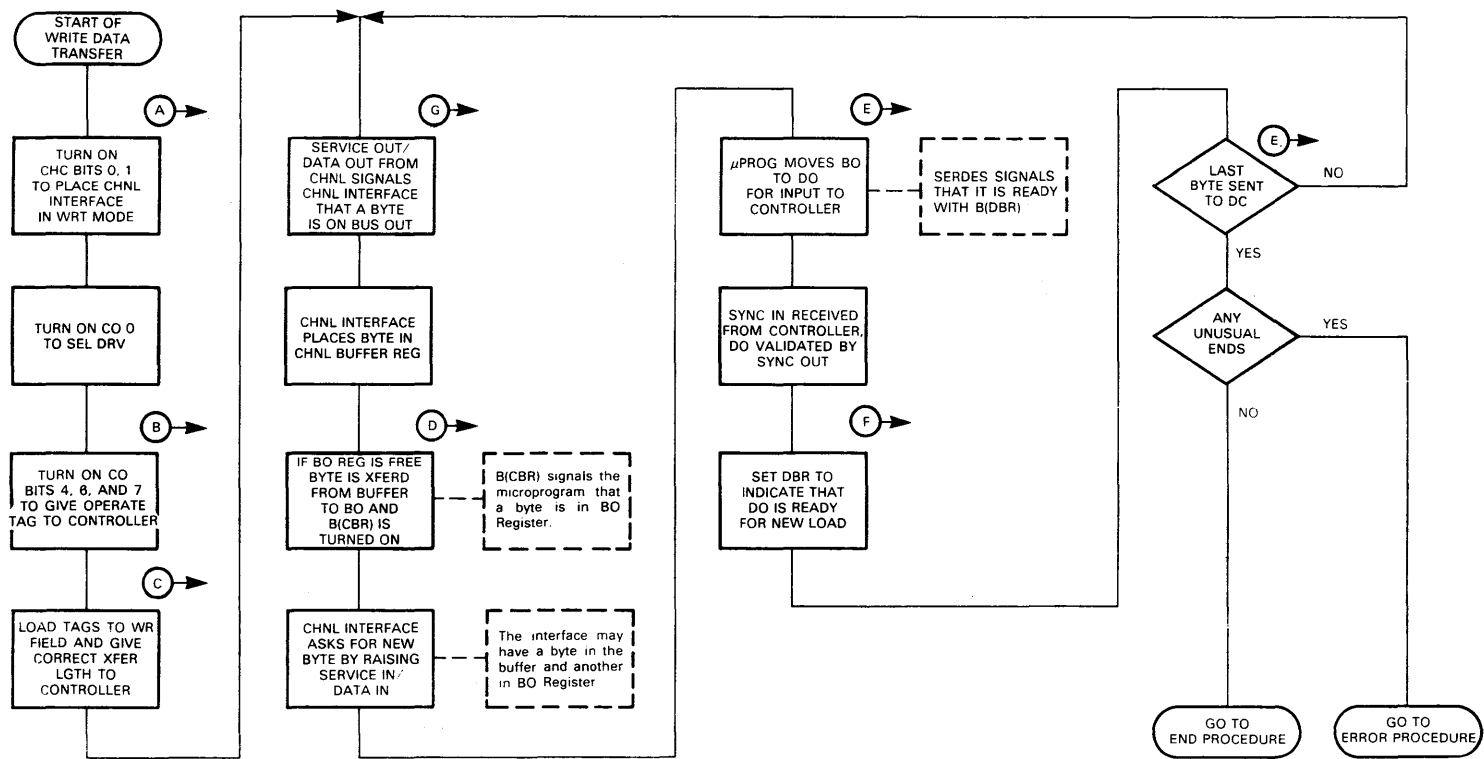 START OF
WRITE DATA
TRANSFER
A
TURN ON
CHC BITS 0, 1
TO PLACE CHNL
INTERFACE
IN WRT MODE
TURN ON CO 0
TO SEL DRV
B
TURN ON CO
BITS 4, 6, AND 7
TO GIVE OPERATE
TAG TO CONTROLLER
C
LOAD TAGS TO WR
FIELD AND GIVE
CORRECT XFER
LGTH TO
CONTROLLER
G
SERVICE OUT/
DATA OUT FROM
CHNL SIGNALS
CHNL INTERFACE
THAT A BYTE
IS ON BUS OUT
CHNL INTERFACE
PLACES BYTE IN
CHNL BUFFER REG
D
IF BO REG IS FREE
BYTE IS XFERD
FROM BUFFER
TO BO AND
B(CBR) IS
TURNED ON
B(CBR) signals the
microprogram that
a byte is in BO
Register.
CHNL INTERFACE
ASKS FOR NEW
BYTE BY RAISING
SERVICE IN/
DATA IN
The interface may
have a byte in the
buffer and another
in BO Register
E
μPROG MOVES BO
TO DO
FOR INPUT TO
CONTROLLER
SERDES SIGNALS
THAT IT IS READY
WITH B(DBR)
SYNC IN RECEIVED
FROM CONTROLLER,
DO VALIDATED BY
SYNC OUT
F
SET DBR TO
INDICATE THAT
DO IS READY
FOR NEW LOAD
E.
LAST
BYTE SENT
TO DC
NO
YES
ANY
UNUSUAL
ENDS
YES
NO
GO TO
END PROCEDURE
GO TO
ERROR PROCEDURE